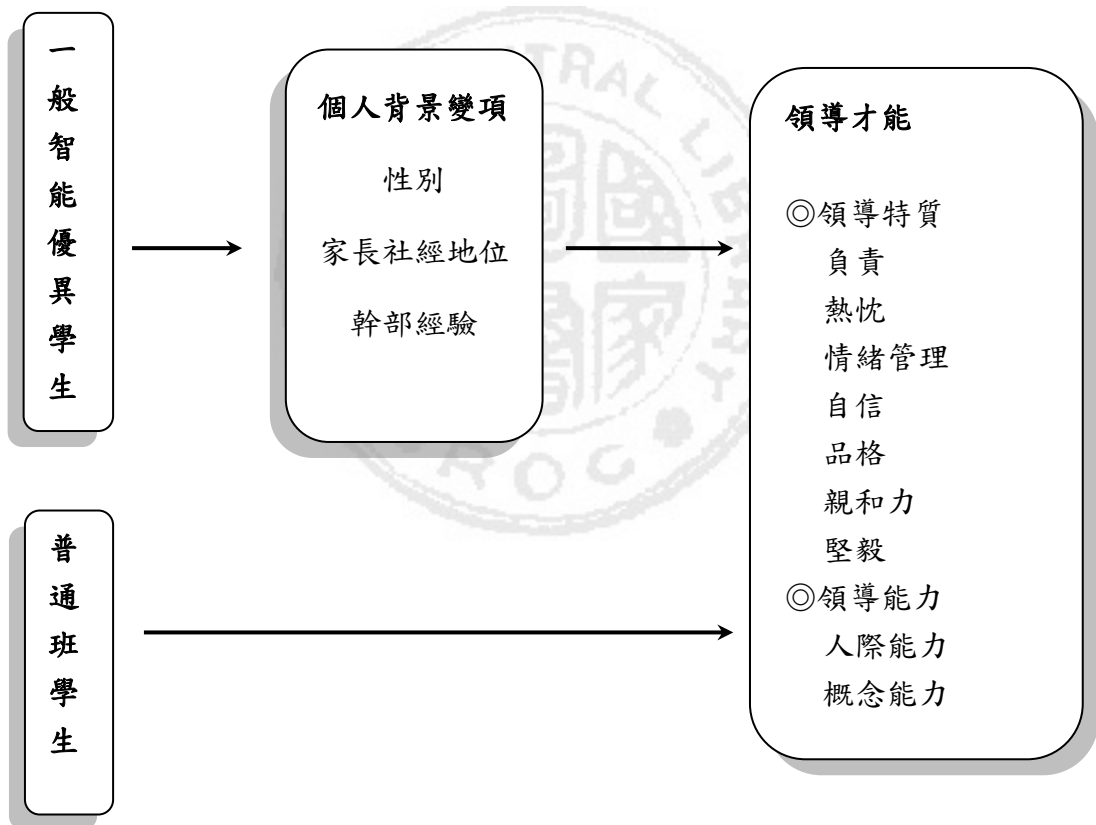 一般智能優異學生
個人背景變項
性別
家長社經地位
幹部經驗
領導才能
◎領導特質
負責
熱忱
情緒管理
自信
品格
親和力
堅毅
◎領導能力
人際能力
概念能力
普通班學生